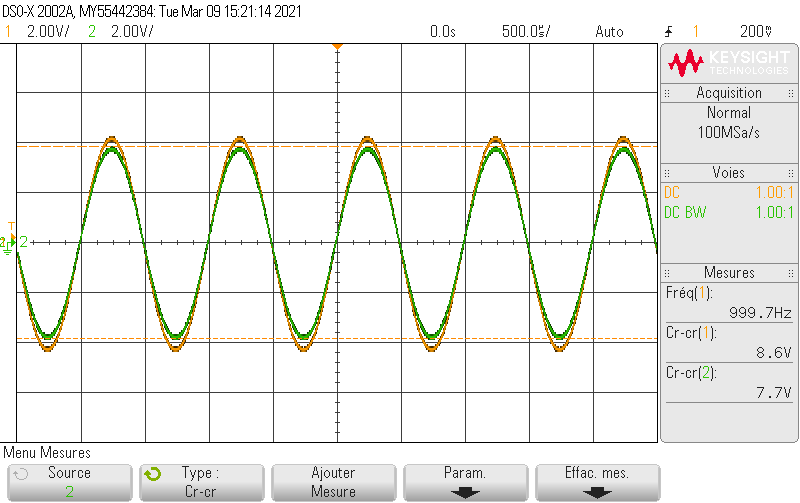 DSO-X 2002A, MY55442384: Tue Mar 09 15:21:14 2021
1 2.00V/ 2 2.00V/ 0.0s 500.0µs/ Auto 1 200mV
KEYSIGHT
TECHNOLOGIES
Acquisition
Normal
100MSa/s
Voies
DC 1.00:1
DC BW 1.00:1
Mesures
Fréq(1):
999.7Hz
Cr-cr(1):
8.6V
Cr-cr(2):
7.7V
T
2 2
Menu Mesures
Source
2
Type :
Cr-cr
Ajouter
Mesure
Param.
Effac. mes.